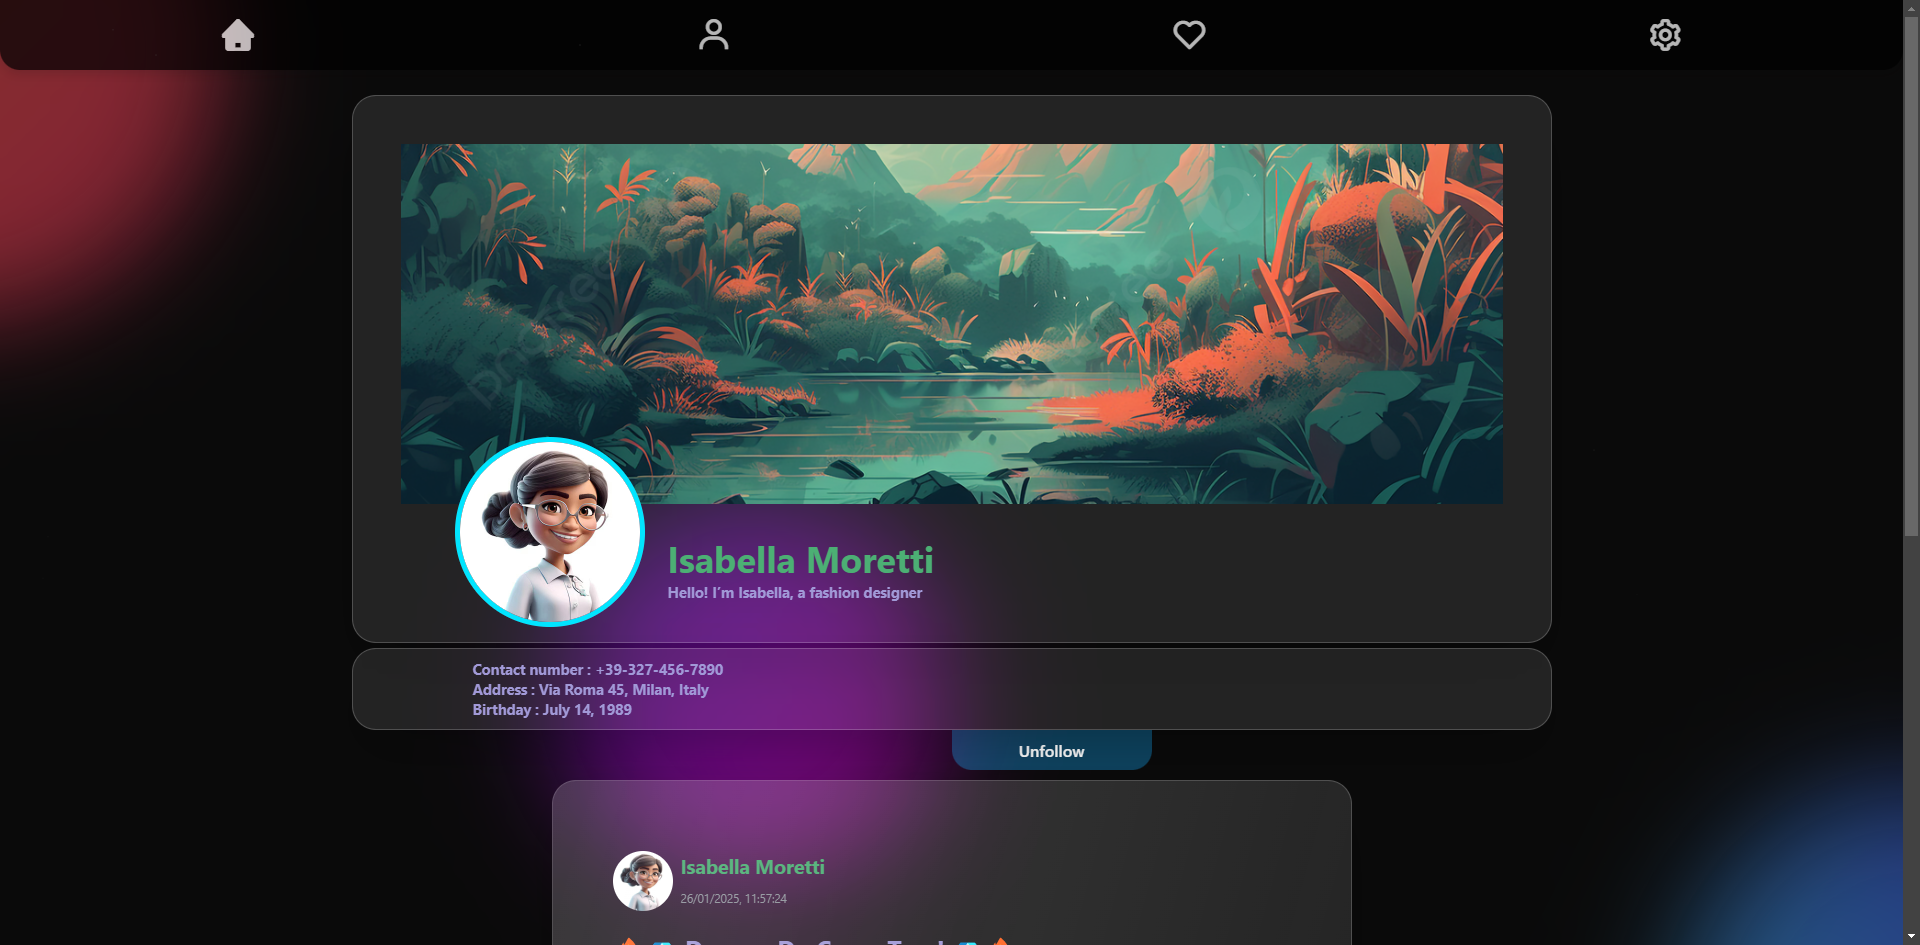 Isabella Moretti
Hello! I'm Isabella, a fashion designer
Contact number : +39-327-456-7890
Address : Via Roma 45, Milan, Italy
Birthday : July 14, 1989
Unfollow
Isabella Moretti
26/01/2025, 11:57:24